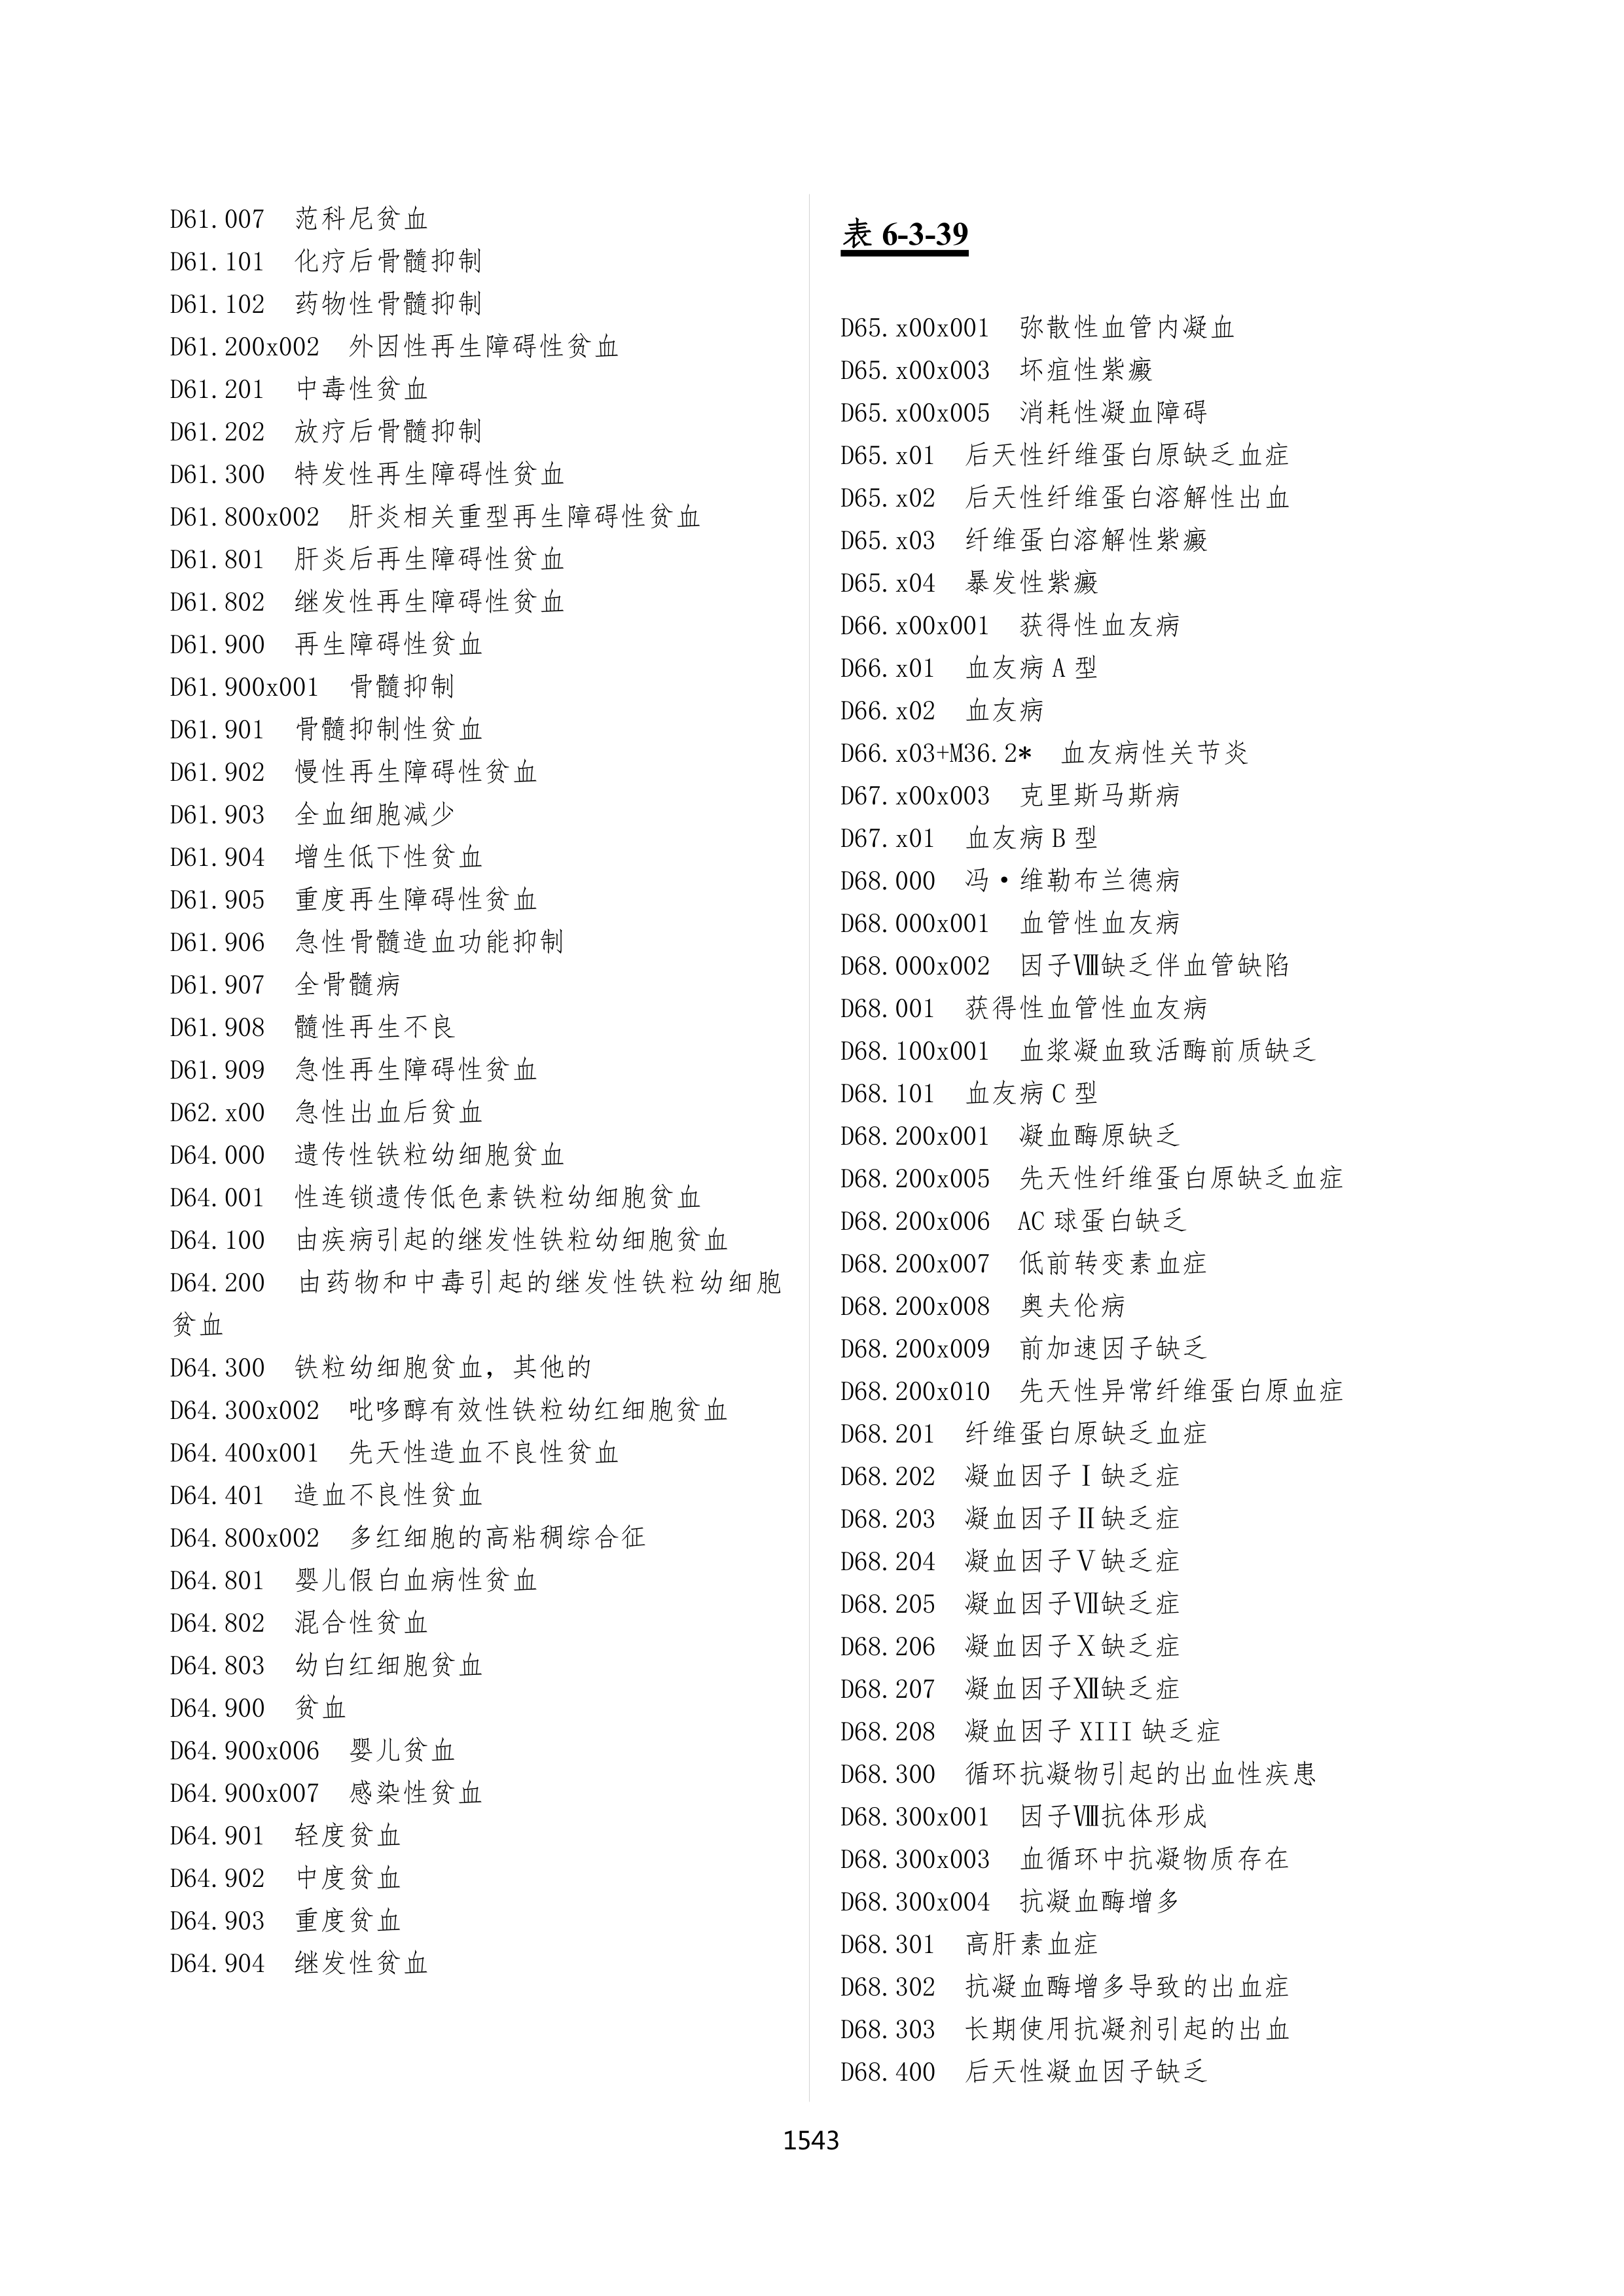 D61.007 范科尼贫血
D61.101 化疗后骨髓抑制
D61.102 药物性骨髓抑制
D61.200x002 外因性再生障碍性贫血
D61.201 中毒性贫血
D61.202 放疗后骨髓抑制
D61.300 特发性再生障碍性贫血
D61.800x002 肝炎相关重型再生障碍性贫血
D61.801 肝炎后再生障碍性贫血
D61.802 继发性再生障碍性贫血
D61.900 再生障碍性贫血
D61.900x001 骨髓抑制
D61.901 骨髓抑制性贫血
D61.902 慢性再生障碍性贫血
D61.903 全血细胞减少
D61.904 增生低下性贫血
D61.905 重度再生障碍性贫血
D61.906 急性骨髓造血功能抑制
D61.907 全骨髓病
D61.908 髓性再生不良
D61.909 急性再生障碍性贫血
D62.x00 急性出血后贫血
D64.000 遗传性铁粒幼细胞贫血
D64.001 性连锁遗传低色素铁粒幼细胞贫血
D64.100 由疾病引起的继发性铁粒幼细胞贫血
D64.200 由药物和中毒引起的继发性铁粒幼细胞
贫血
D64.300 铁粒幼细胞贫血，其他的
D64.300x002 吡哆醇有效性铁粒幼红细胞贫血
D64.400x001 先天性造血不良性贫血
D64.401 造血不良性贫血
D64.800x002 多红细胞的高粘稠综合征
D64.801 婴儿假白血病性贫血
D64.802 混合性贫血
D64.803 幼白红细胞贫血
D64.900 贫血
D64.900x006 婴儿贫血
D64.900x007 感染性贫血
D64.901 轻度贫血
D64.902 中度贫血
D64.903 重度贫血
D64.904 继发性贫血
表 6-3-39
D65.x00x001 弥散性血管内凝血
D65.x00x003 坏疽性紫癜
D65.x00x005 消耗性凝血障碍
D65.x01 后天性纤维蛋白原缺乏血症
D65.x02 后天性纤维蛋白溶解性出血
D65.x03 纤维蛋白溶解性紫癜
D65.x04 暴发性紫癜
D66.x00x001 获得性血友病
D66.x01 血友病 A 型
D66.x02 血友病
D66.x03+M36.2* 血友病性关节炎
D67.x00x003 克里斯马斯病
D67.x01 血友病 B 型
D68.000 冯·维勒布兰德病
D68.000x001 血管性血友病
D68.000x002 因子Ⅷ缺乏伴血管缺陷
D68.001 获得性血管性血友病
D68.100x001 血浆凝血致活酶前质缺乏
D68.101 血友病 C 型
D68.200x001 凝血酶原缺乏
D68.200x005 先天性纤维蛋白原缺乏血症
D68.200x006 AC 球蛋白缺乏
D68.200x007 低前转变素血症
D68.200x008 奥夫伦病
D68.200x009 前加速因子缺乏
D68.200x010 先天性异常纤维蛋白原血症
D68.201 纤维蛋白原缺乏血症
D68.202 凝血因子Ⅰ缺乏症
D68.203 凝血因子Ⅱ缺乏症
D68.204 凝血因子Ⅴ缺乏症
D68.205 凝血因子Ⅶ缺乏症
D68.206 凝血因子Ⅹ缺乏症
D68.207 凝血因子Ⅻ缺乏症
D68.208 凝血因子 XIII 缺乏症
D68.300 循环抗凝物引起的出血性疾患
D68.300x001 因子Ⅷ抗体形成
D68.300x003 血循环中抗凝物质存在
D68.300x004 抗凝血酶增多
D68.301 高肝素血症
D68.302 抗凝血酶增多导致的出血症
D68.303 长期使用抗凝剂引起的出血
D68.400 后天性凝血因子缺乏
1543